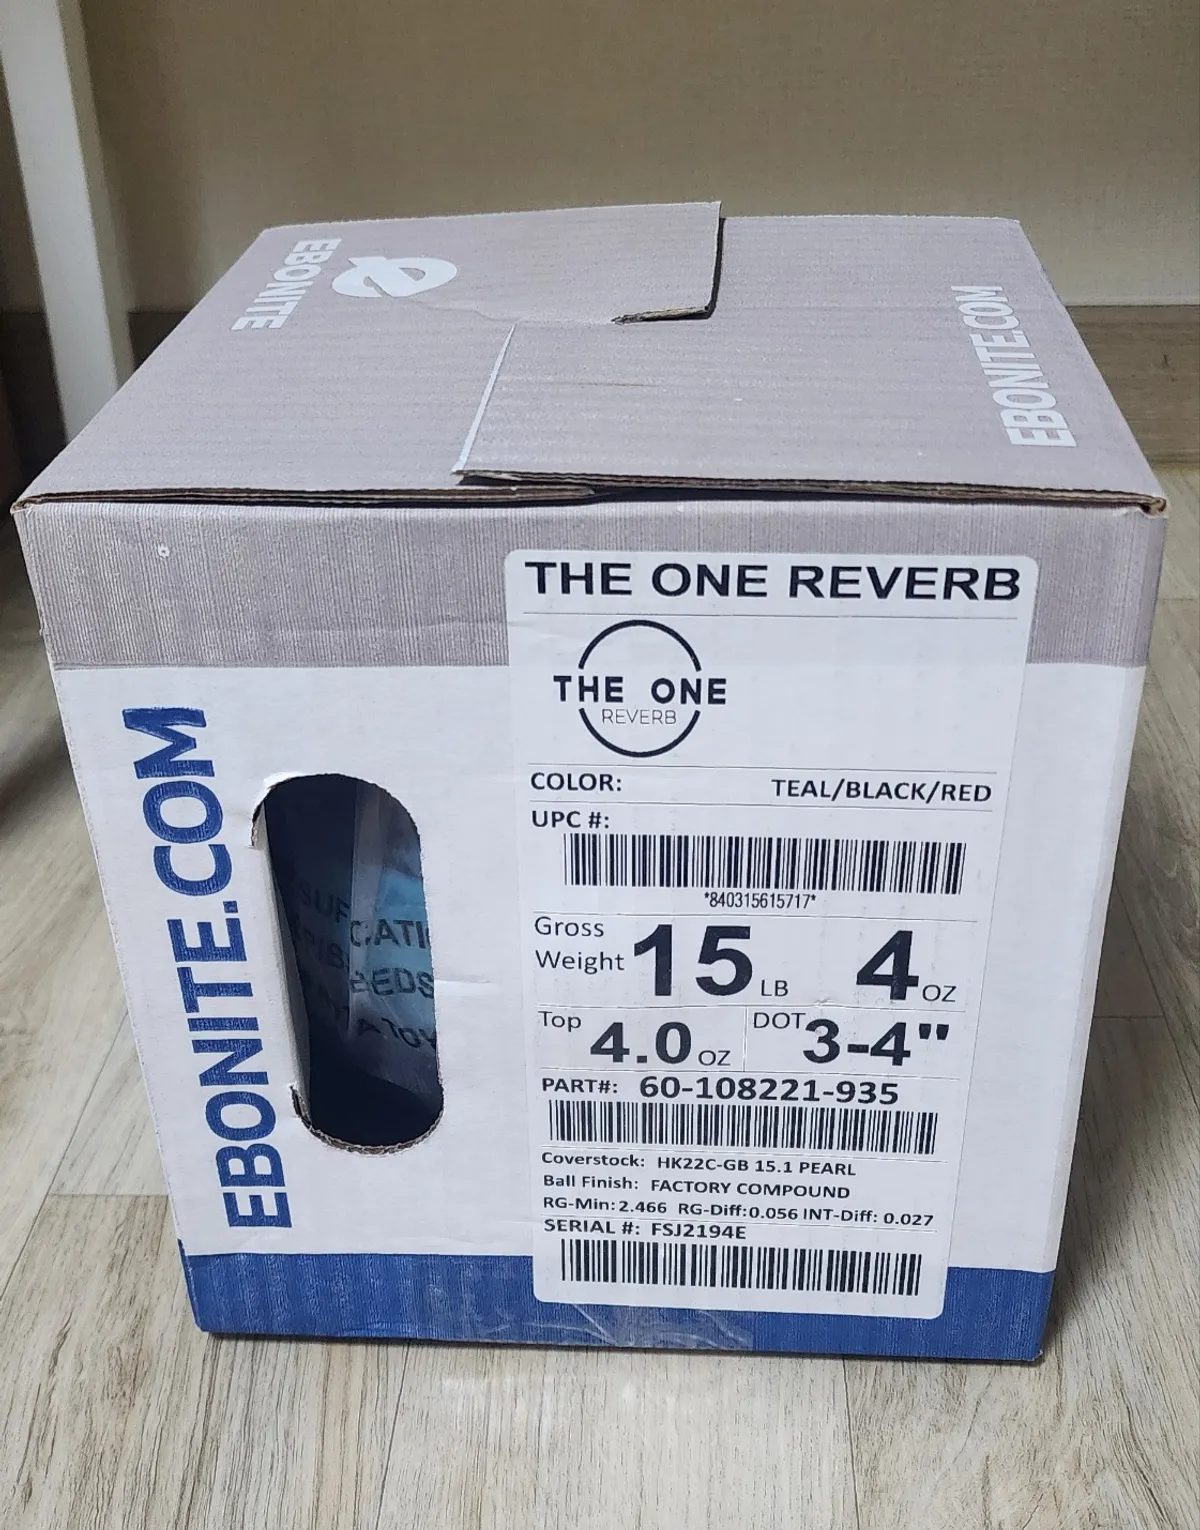 EBONITE
EBONITE.COM
EBONITE.COM
THE ONE REVERB
THE ONE
REVERB
COLOR: TEAL/BLACK/RED
UPC #:
*840315615717*
Gross Weight 15 LB 4 OZ
Top 4.0 OZ DOT 3-4"
PART#: 60-108221-935
Coverstock: HK22C-GB 15.1 PEARL
Ball Finish: FACTORY COMPOUND
RG-Min: 2.466 RG-Diff:0.056 INT-Diff: 0.027
SERIAL #: FSJ2194E
A TOY